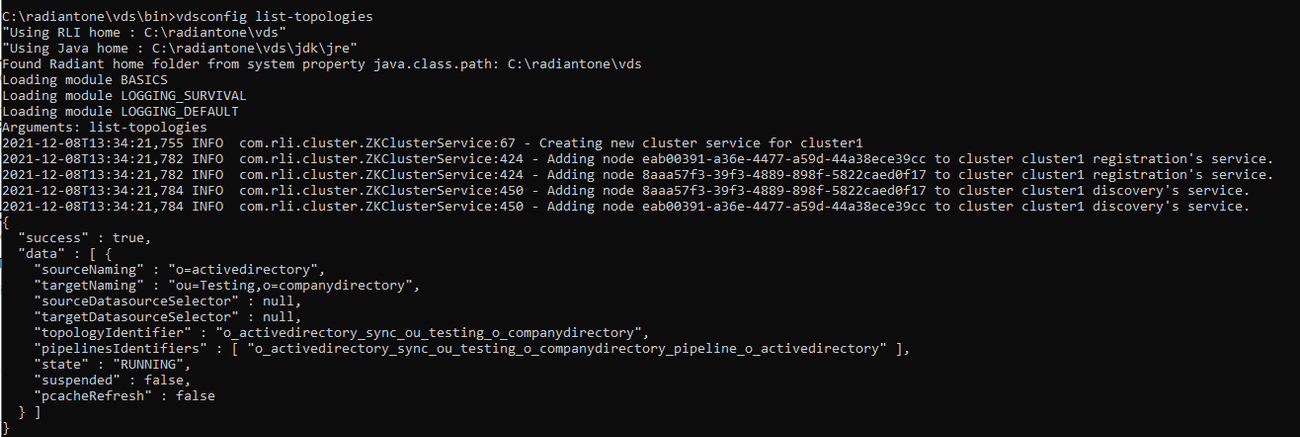 C:\radiantone\vds\bin>vdsconfig list-topologies
"Using RLI home : C:\radiantone\vds"
"Using Java home : C:\radiantone\vds\jdk\jre"
Found Radiant home folder from system property java.class.path: C:\radiantone\vds
Loading module BASICS
Loading module LOGGING_SURVIVAL
Loading module LOGGING_DEFAULT
Arguments: list-topologies
2021-12-08T13:34:21,755 INFO  com.rli.cluster.ZKClusterService:67 - Creating new cluster service for cluster1
2021-12-08T13:34:21,782 INFO  com.rli.cluster.ZKClusterService:424 - Adding node eab00391-a36e-4477-a59d-44a38ece39cc to cluster cluster1 registration's service.
2021-12-08T13:34:21,782 INFO  com.rli.cluster.ZKClusterService:424 - Adding node 8aaa57f3-39f3-4889-898f-5822caed0f17 to cluster cluster1 registration's service.
2021-12-08T13:34:21,784 INFO  com.rli.cluster.ZKClusterService:450 - Adding node 8aaa57f3-39f3-4889-898f-5822caed0f17 to cluster cluster1 discovery's service.
2021-12-08T13:34:21,784 INFO  com.rli.cluster.ZKClusterService:450 - Adding node eab00391-a36e-4477-a59d-44a38ece39cc to cluster cluster1 discovery's service.
{
  "success" : true,
  "data" : [ {
    "sourceNaming" : "o=activedirectory",
    "targetNaming" : "ou=Testing,o=companydirectory",
    "sourceDatasourceSelector" : null,
    "targetDatasourceSelector" : null,
    "topologyIdentifier" : "o_activedirectory_sync_ou_testing_o_companydirectory",
    "pipelinesIdentifiers" : [ "o_activedirectory_sync_ou_testing_o_companydirectory_pipeline_o_activedirectory" ],
    "state" : "RUNNING",
    "suspended" : false,
    "pcacheRefresh" : false
  } ]
}